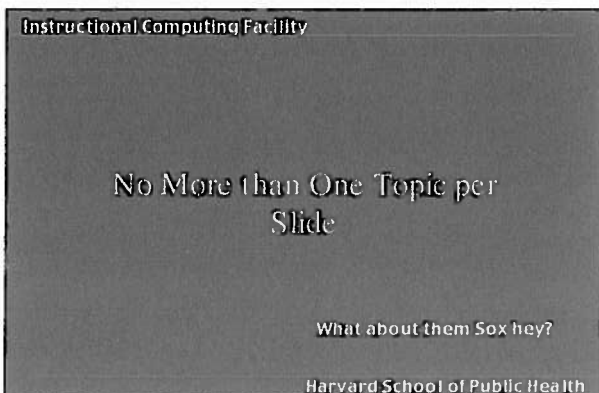 Instructional Computing Facility
No More than One Topic per
Slide
What about them Sox hey?
Harvard School of Public Health